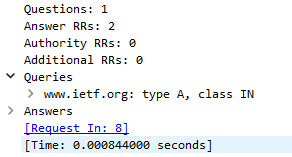 Questions: 1
Answer RRs: 2
Authority RRs: 0
Additional RRs: 0
Queries
www.ietf.org: type A, class IN
Answers
[Request In: 8]
[Time: 0.000844000 seconds]